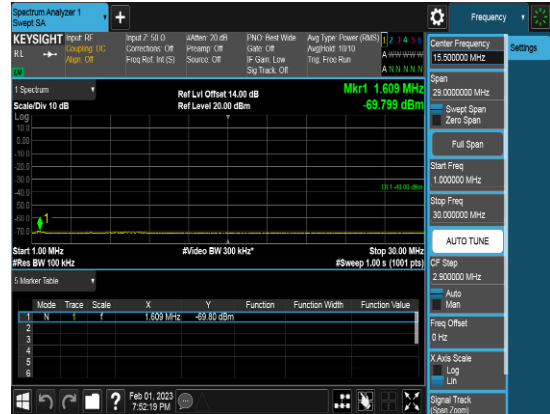 Spectrum Analyzer 1
Swept SA
Frequency
KEYSIGHT
RL
Input: RF
Coupling: DC
Align: Off
Input Z: 50 Ω
Corrections: Off
Freq Ref: Int (S)
#Atten: 20 dB
Preamp: Off
Source: Off
PNO: Best Wide
Gate: Off
IF Gain: Low
Sig Track: Off
Avg Type: Power (RMS)
Avg|Hold: 10/10
Trig: Free Run
1 2 3 4 5 6
A W W W W W
A N N N N N
LNI
1 Spectrum
Scale/Div 10 dB
Ref Lvl Offset 14.00 dB
Ref Level 20.00 dBm
Mkr1 1.609 MHz
-69.799 dBm
Log
10.0
0.00
-10.0
-20.0
-30.0
-40.0
-50.0
-60.0
-70.0
DL1 -40.00 dBm
1
Start 1.00 MHz
#Res BW 100 kHz
#Video BW 300 kHz*
Stop 30.00 MHz
#Sweep 1.00 s (1001 pts)
5 Marker Table
Mode Trace Scale X Y Function Function Width Function Value
1 N 1 f 1.609 MHz -69.80 dBm
2
3
4
5
6
Feb 01, 2023
7:52:19 PM
Center Frequency
15.500000 MHz
Settings
Span
29.0000000 MHz
Swept Span
Zero Span
Full Span
Start Freq
1.000000 MHz
Stop Freq
30.000000 MHz
AUTO TUNE
CF Step
2.900000 MHz
Auto
Man
Freq Offset
0 Hz
X Axis Scale
Log
Lin
Signal Track
(Span Zoom)